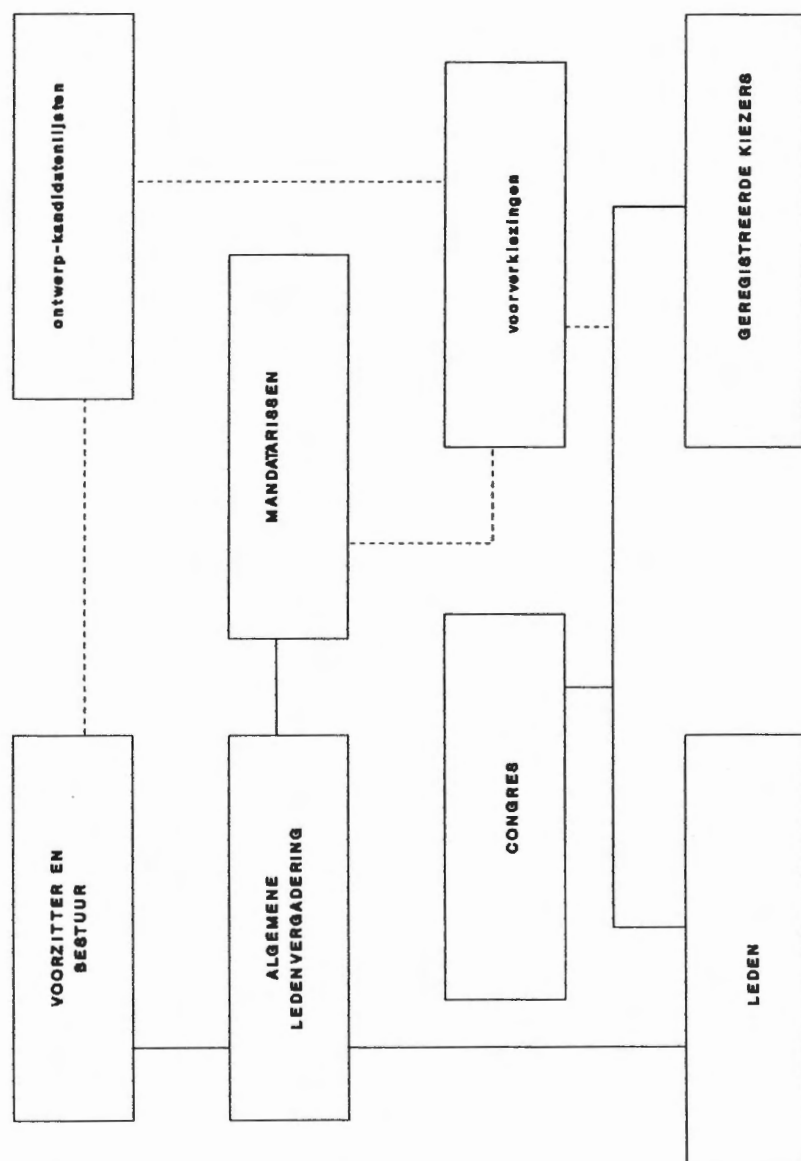 VOORZITTER EN
BESTUUR
ontwerp-kandidatenlijsten
ALGEMENE
LEDENVERGADERING
MANDATARISSEN
CONGRES
voorverkiezingen
LEDEN
GEREGISTREERDE KIEZERS